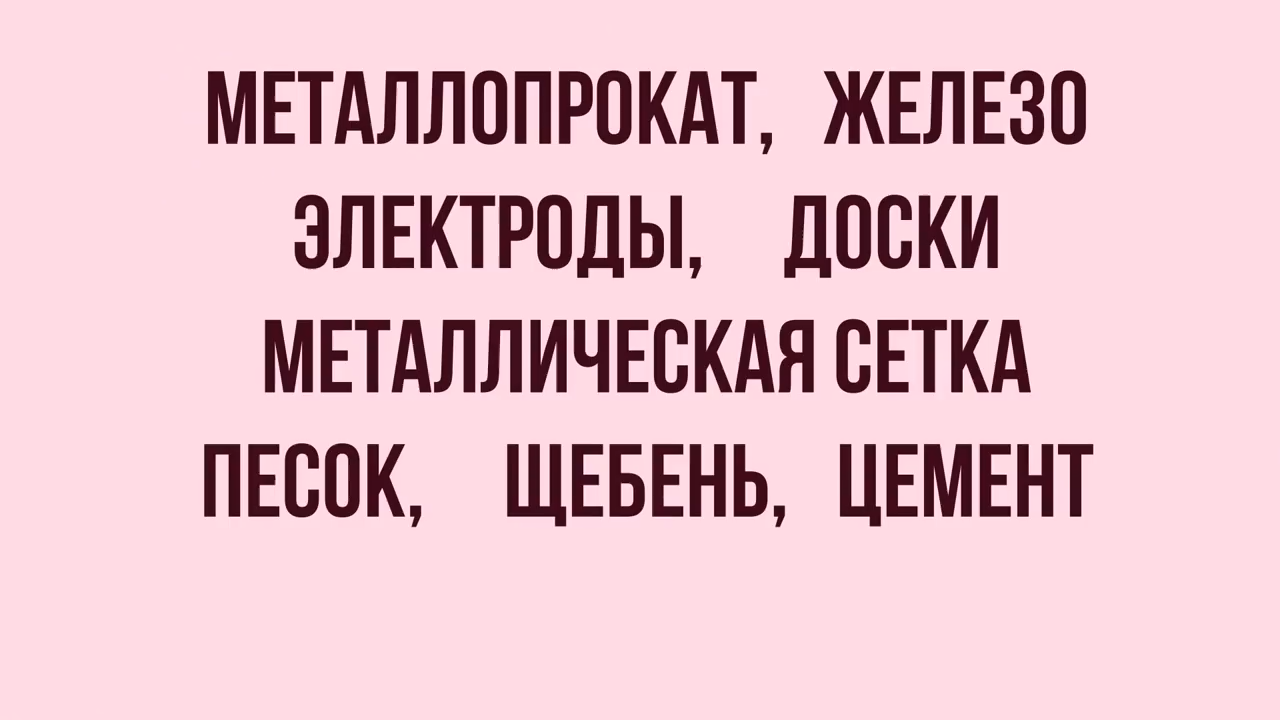 МЕТАЛЛОПРОКАТ, ЖЕЛЕЗО
ЭЛЕКТРОДЫ, ДОСКИ
МЕТАЛЛИЧЕСКАЯ СЕТКА
ПЕСОК, ЩЕБЕНЬ, ЦЕМЕНТ